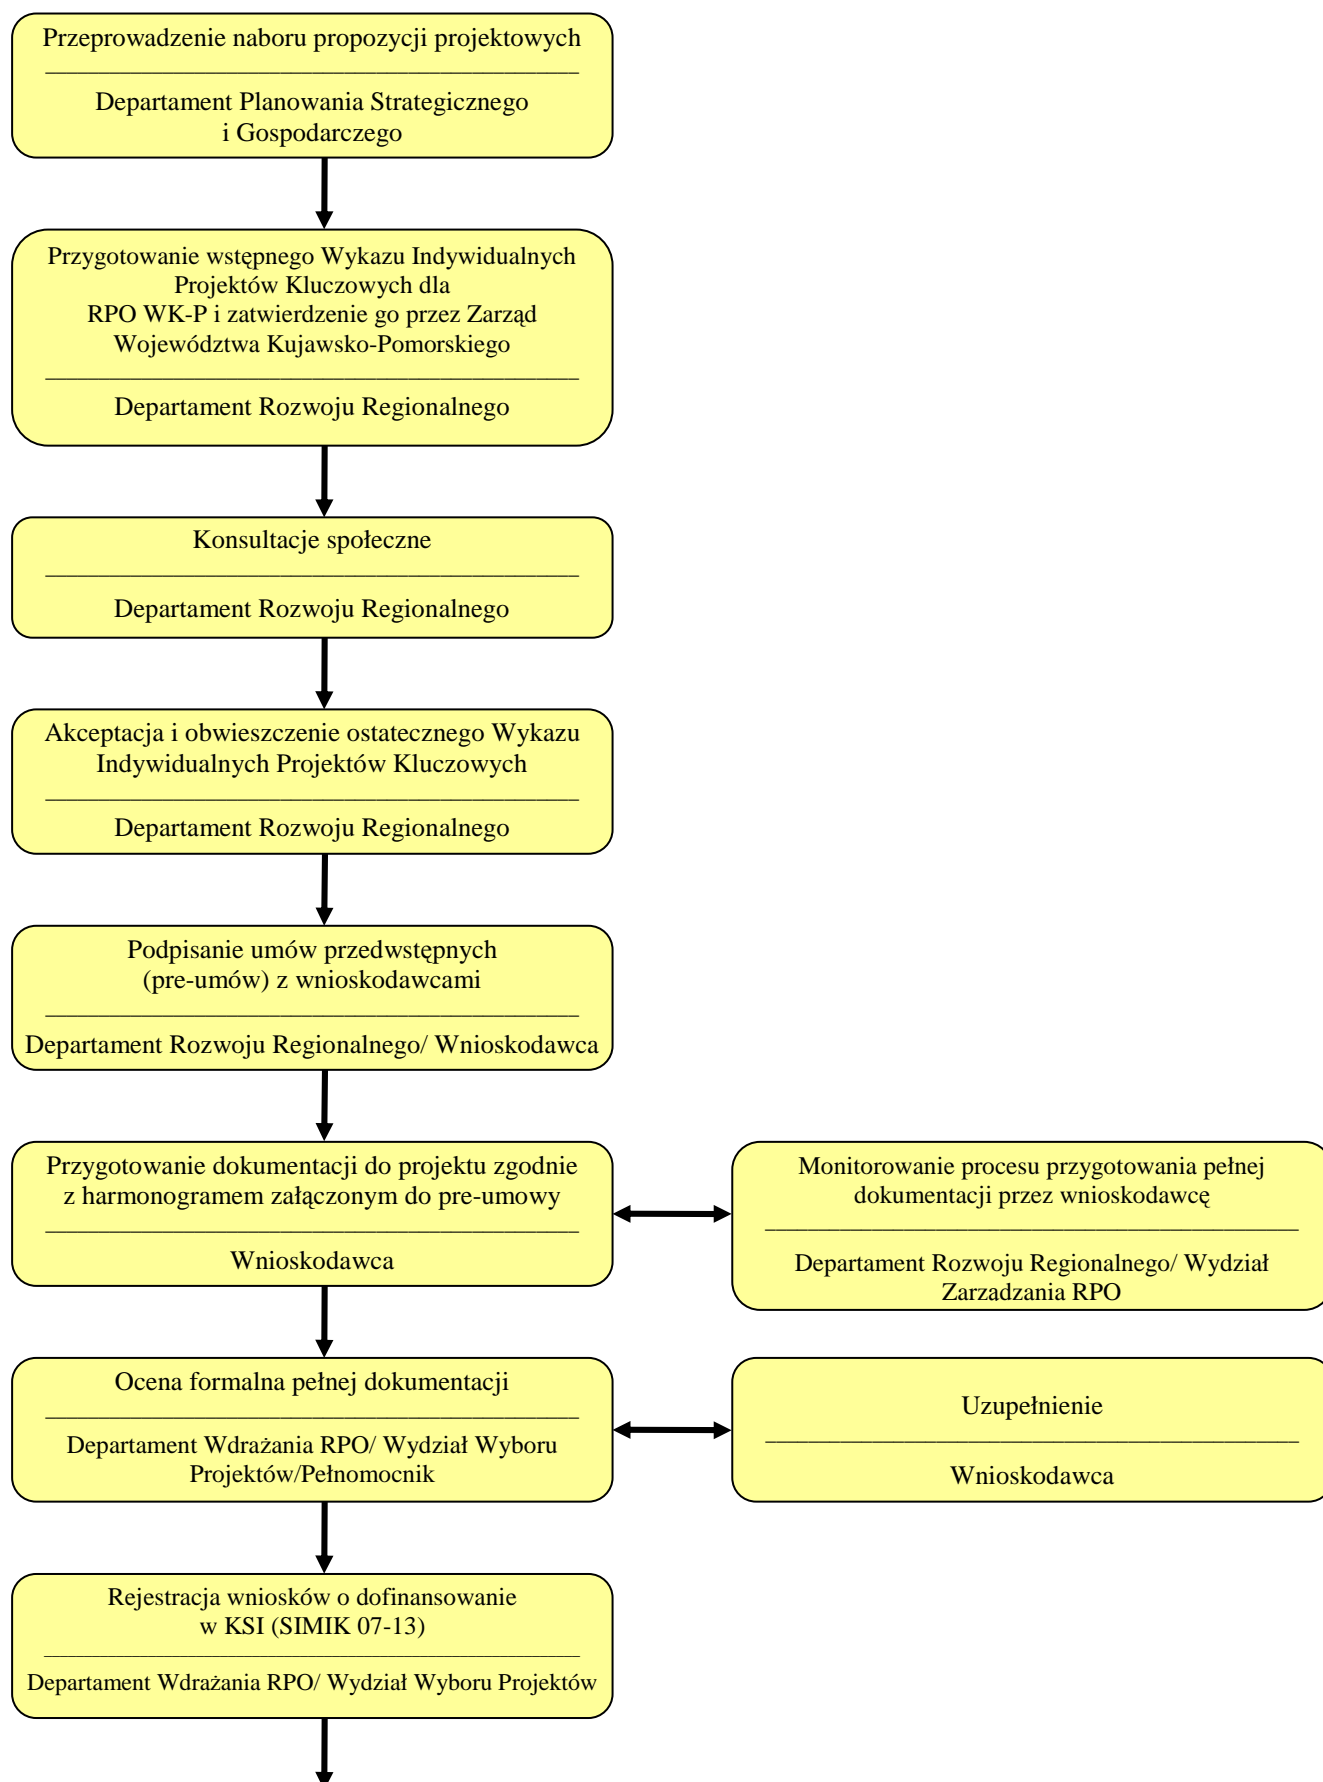 Przeprowadzenie naboru propozycji projektowych
Departament Planowania Strategicznego
i Gospodarczego
Przygotowanie wstępnego Wykazu Indywidualnych
Projektów Kluczowych dla
RPO WK-P i zatwierdzenie go przez Zarząd
Województwa Kujawsko-Pomorskiego
Departament Rozwoju Regionalnego
Konsultacje społeczne
Departament Rozwoju Regionalnego
Akceptacja i obwieszczenie ostatecznego Wykazu
Indywidualnych Projektów Kluczowych
Departament Rozwoju Regionalnego
Podpisanie umów przedwstępnych
(pre-umów) z wnioskodawcami
Departament Rozwoju Regionalnego/ Wnioskodawca
Przygotowanie dokumentacji do projektu zgodnie
z harmonogramem załączonym do pre-umowy
Wnioskodawca
Monitorowanie procesu przygotowania pełnej
dokumentacji przez wnioskodawcę
Departament Rozwoju Regionalnego/ Wydział
Zarządzania RPO
Ocena formalna pełnej dokumentacji
Departament Wdrażania RPO/ Wydział Wyboru
Projektów/Pełnomocnik
Uzupełnienie
Wnioskodawca
Rejestracja wniosków o dofinansowanie
w KSI (SIMIK 07-13)
Departament Wdrażania RPO/ Wydział Wyboru Projektów